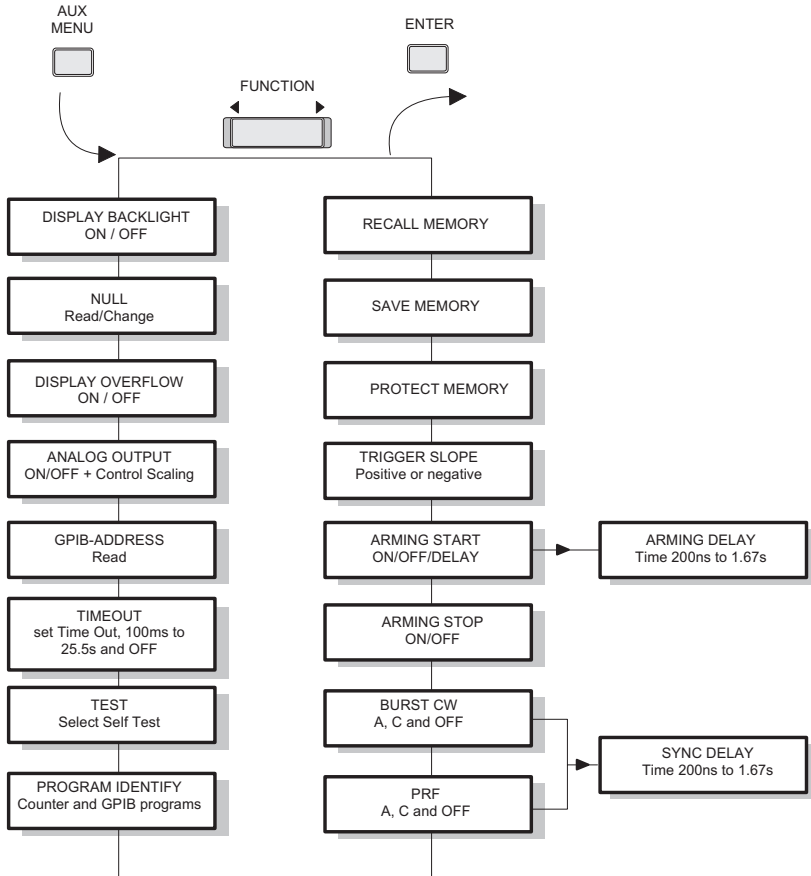 AUX
MENU
ENTER
FUNCTION
DISPLAY BACKLIGHT
ON / OFF
NULL
Read/Change
DISPLAY OVERFLOW
ON / OFF
ANALOG OUTPUT
ON/OFF + Control Scaling
GPIB-ADDRESS
Read
TIMEOUT
set Time Out, 100ms to
25.5s and OFF
TEST
Select Self Test
PROGRAM IDENTIFY
Counter and GPIB programs
RECALL MEMORY
SAVE MEMORY
PROTECT MEMORY
TRIGGER SLOPE
Positive or negative
ARMING START
ON/OFF/DELAY
ARMING DELAY
Time 200ns to 1.67s
ARMING STOP
ON/OFF
BURST CW
A, C and OFF
PRF
A, C and OFF
SYNC DELAY
Time 200ns to 1.67s